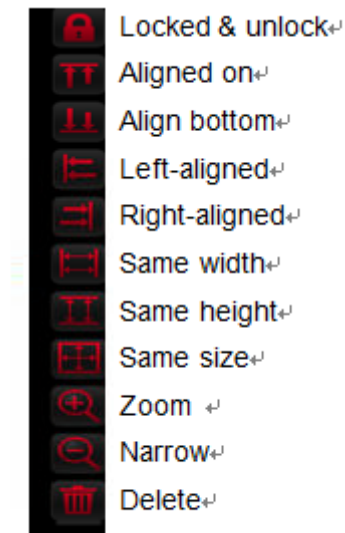 Locked & unlock
Aligned on
Align bottom
Left-aligned
Right-aligned
Same width
Same height
Same size
Zoom
Narrow
Delete